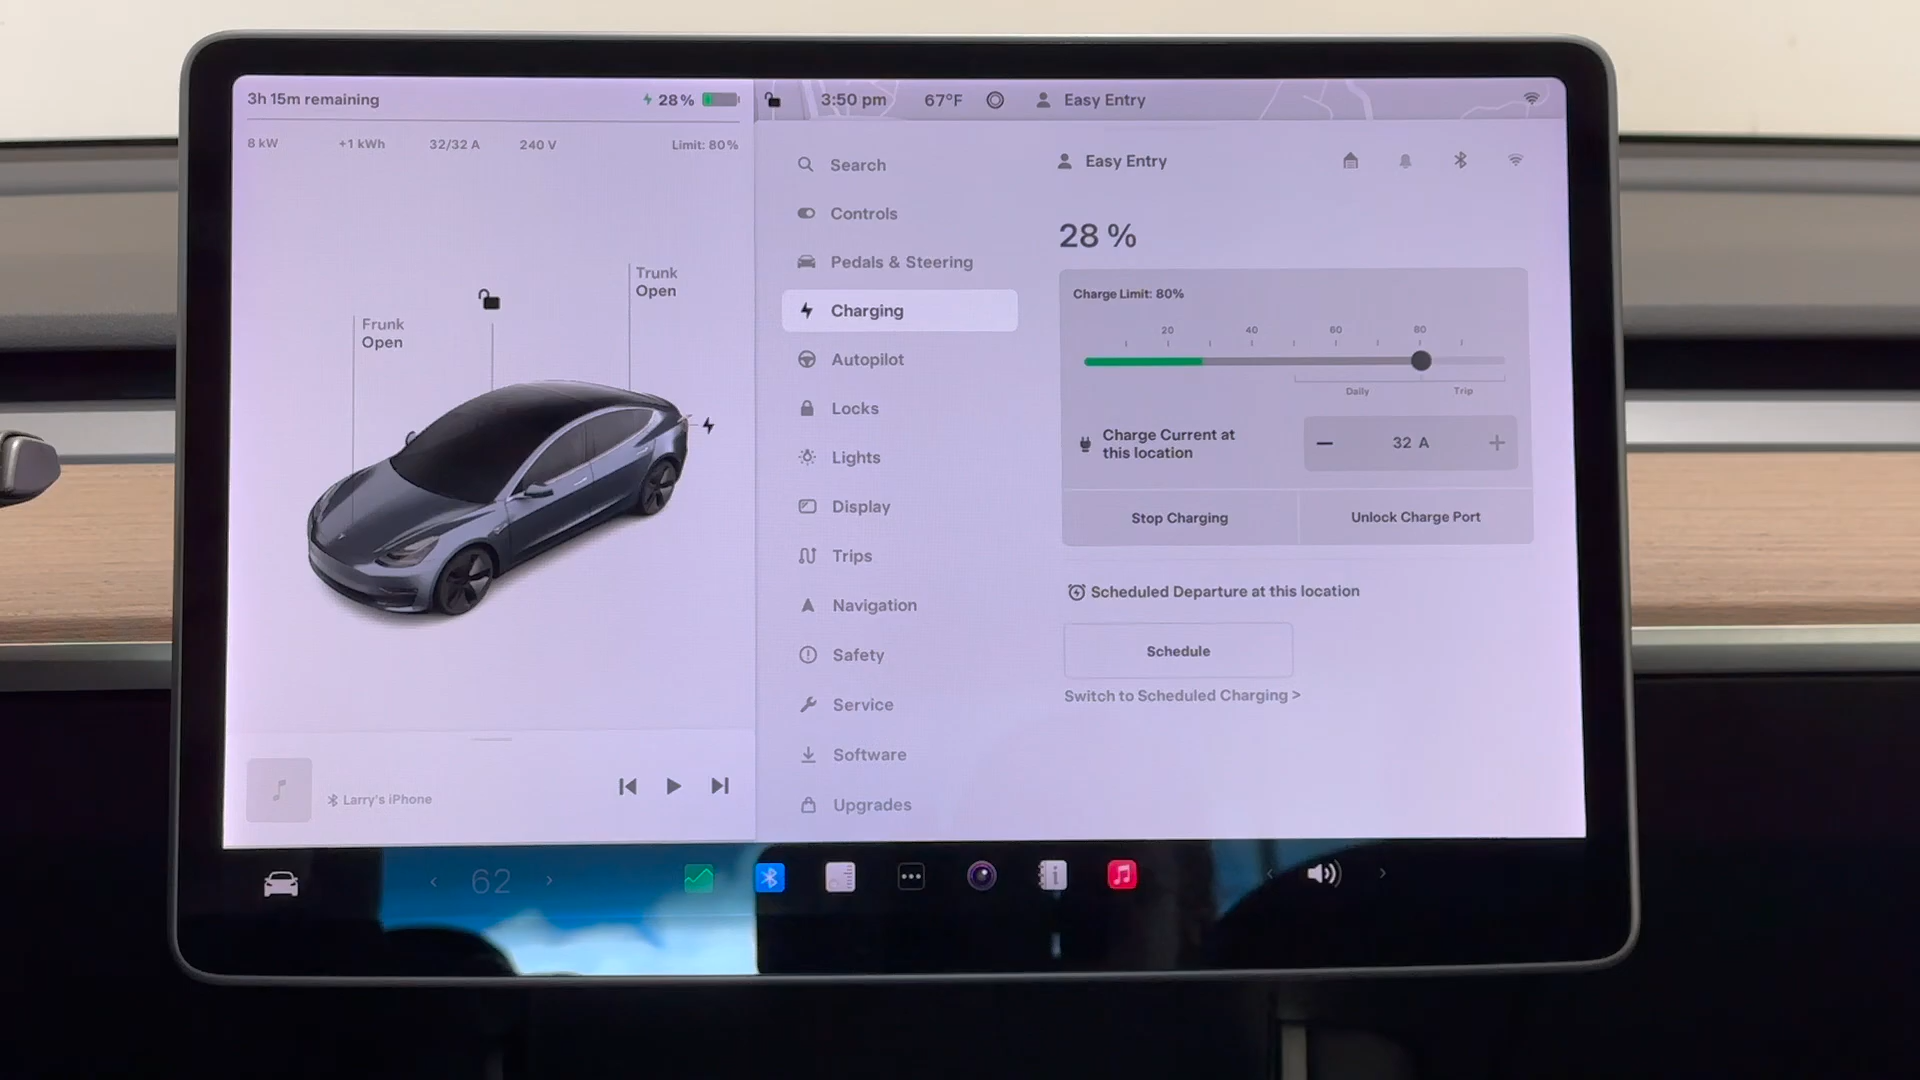 3h 15m remaining
28%
8 kW +1 kWh 32/32 A 240 V Limit: 80%
Trunk
Open
Frunk
Open
Larry's iPhone
3:50 pm 67°F Easy Entry
Search
Controls
Pedals & Steering
Charging
Autopilot
Locks
Lights
Display
Trips
Navigation
Safety
Service
Software
Upgrades
Easy Entry
28 %
Charge Limit: 80%
20 40 60 80
Daily Trip
Charge Current at
this location
32 A
Stop Charging Unlock Charge Port
Scheduled Departure at this location
Schedule
Switch to Scheduled Charging >
62